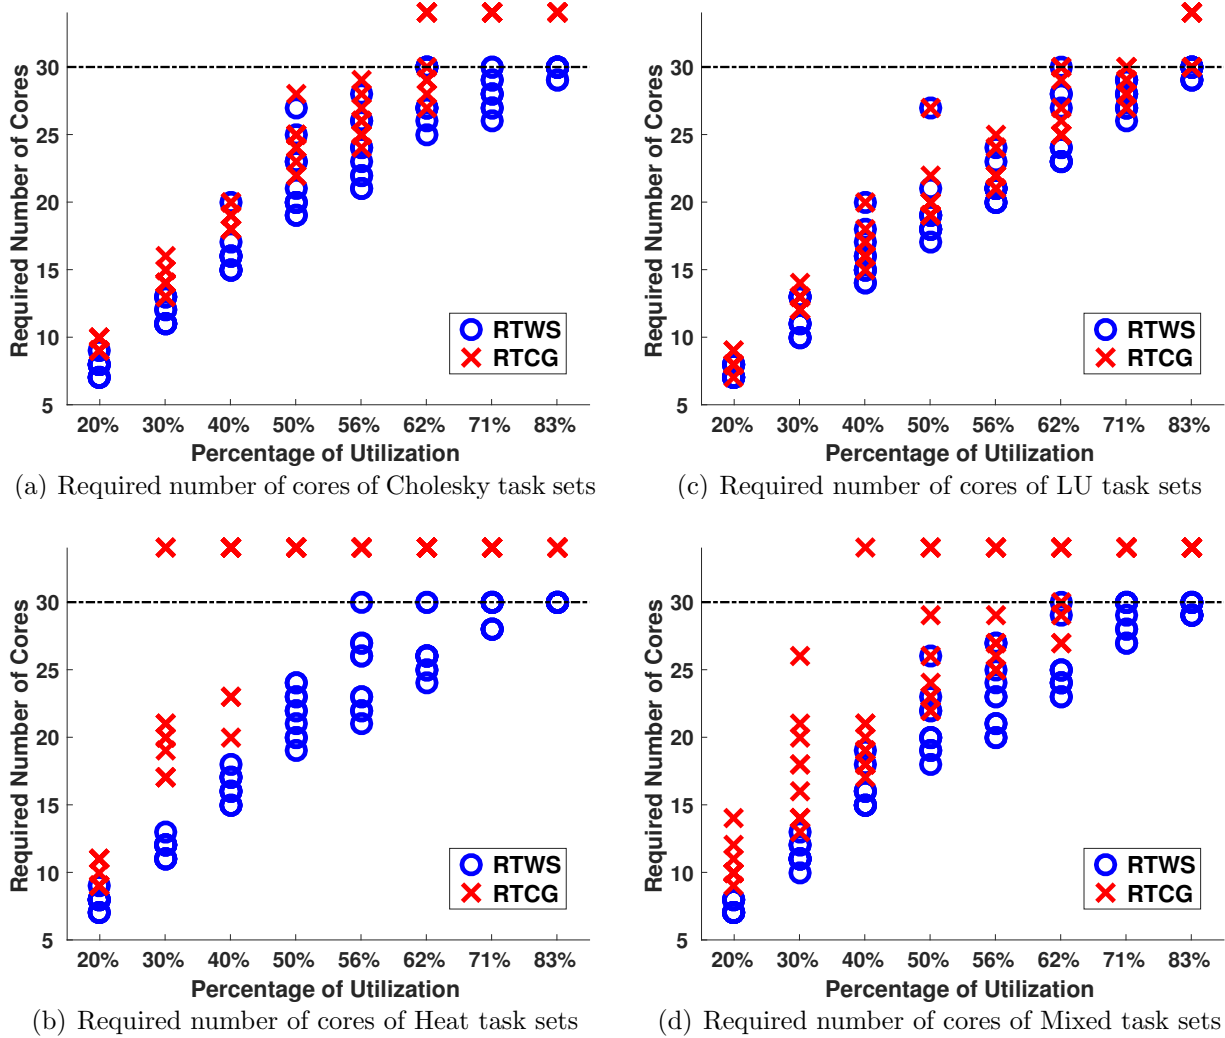 Required Number of Cores
30
25
20
15
10
5
RTWS
RTCG
20% 30% 40% 50% 56% 62% 71% 83%
Percentage of Utilization
(a) Required number of cores of Cholesky task sets
Required Number of Cores
30
25
20
15
10
5
RTWS
RTCG
20% 30% 40% 50% 56% 62% 71% 83%
Percentage of Utilization
(c) Required number of cores of LU task sets
Required Number of Cores
30
25
20
15
10
5
RTWS
RTCG
20% 30% 40% 50% 56% 62% 71% 83%
Percentage of Utilization
(b) Required number of cores of Heat task sets
Required Number of Cores
30
25
20
15
10
5
RTWS
RTCG
20% 30% 40% 50% 56% 62% 71% 83%
Percentage of Utilization
(d) Required number of cores of Mixed task sets